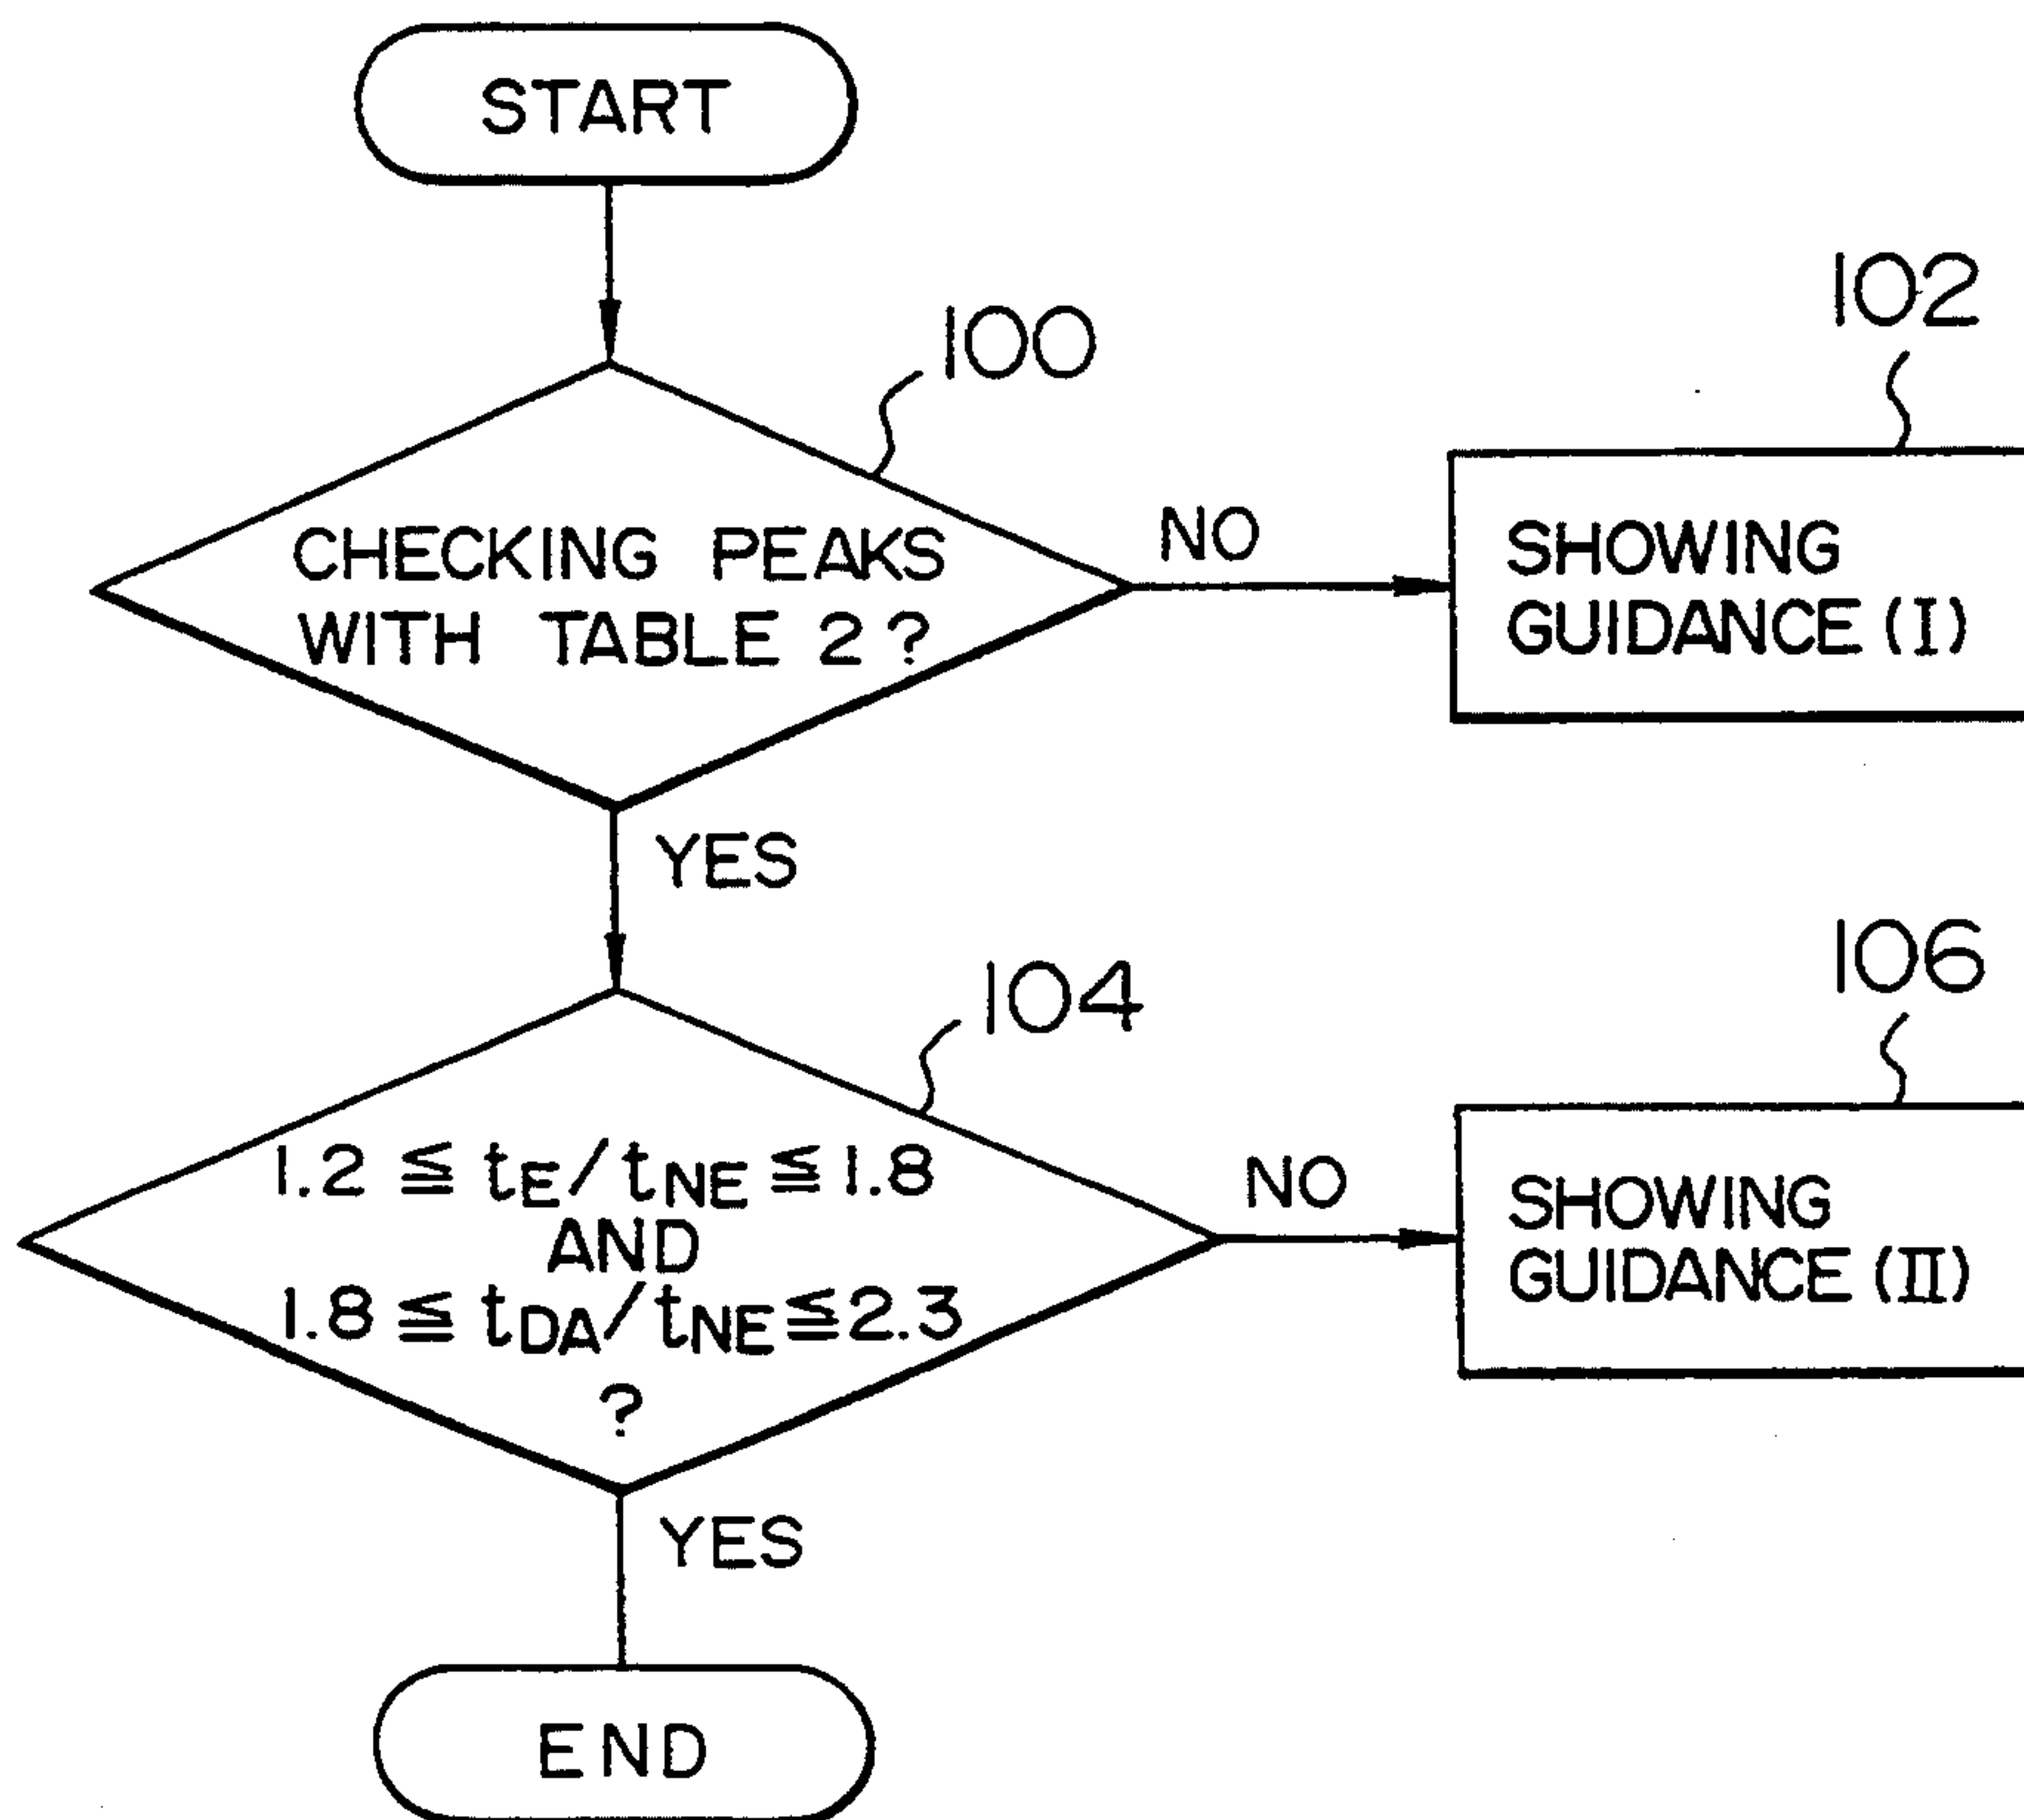 START
100
CHECKING PEAKS
WITH TABLE 2?
NO
102
SHOWING
GUIDANCE (I)
YES
104
1.2 ≦ tE/tNE ≦ 1.8
AND
1.8 ≦ tDA/tNE ≦ 2.3
?
NO
106
SHOWING
GUIDANCE (II)
YES
END